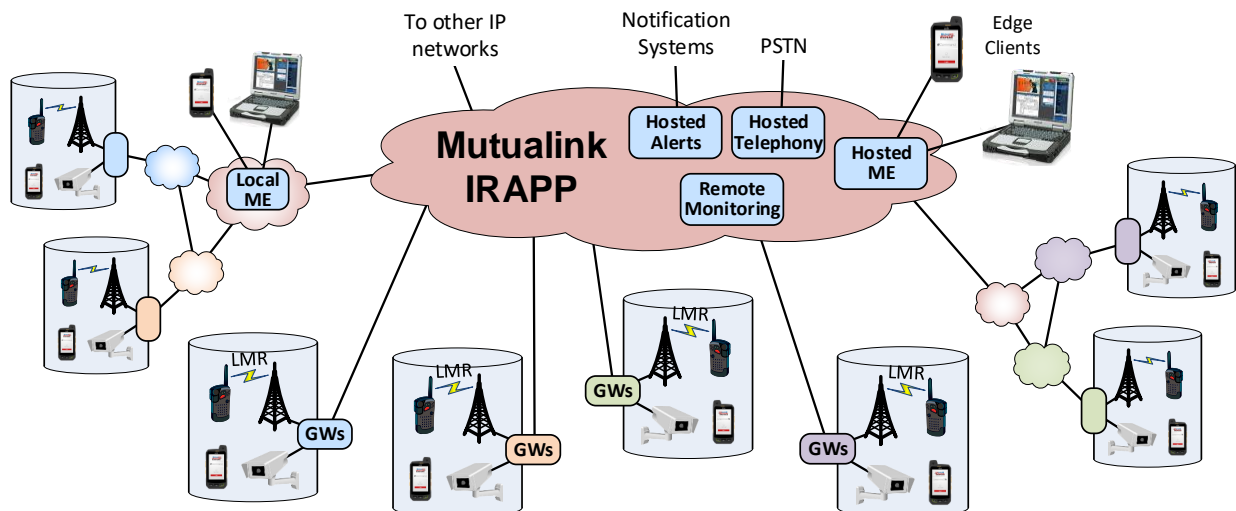 To other IP
networks
Notification
Systems
PSTN
Edge
Clients
Mutualink
IRAPP
Hosted
Alerts
Hosted
Telephony
Hosted
ME
Remote
Monitoring
Local
ME
LMR
GWs
LMR
GWs
LMR
GWs
LMR
GWs